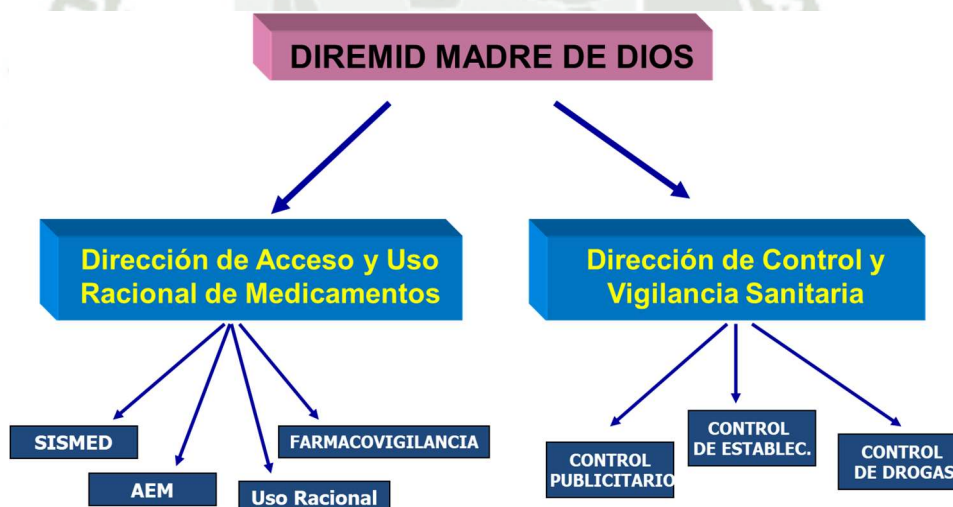 DIREMID MADRE DE DIOS
Dirección de Acceso y Uso
Racional de Medicamentos
Dirección de Control y
Vigilancia Sanitaria
SISMED
AEM
Uso Racional
FARMACOVIGILANCIA
CONTROL
PUBLICITARIO
CONTROL
DE ESTABLEC.
CONTROL
DE DROGAS